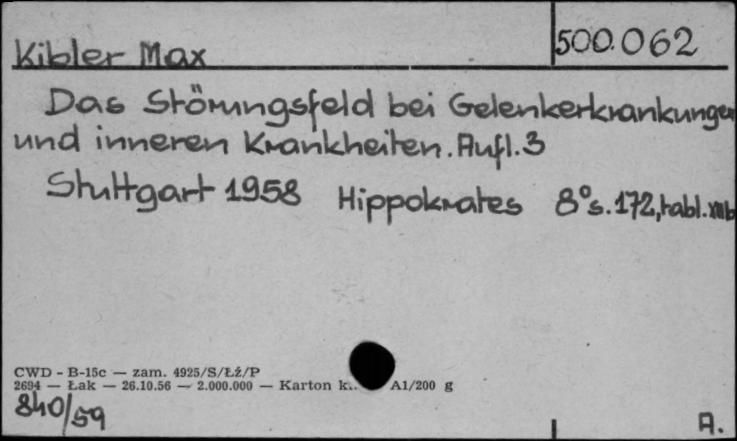 500.062
Kibler Max
Das Störungsfeld bei Gelenkerkrankungen
und inneren Krankheiten. Aufl. 3
Stuttgart 1958 Hippokrates 8° s. 172, tabl.
CWD - B-15c — zam. 4925/S/Łź/P
2694 — Łak — 26.10.56 — 2.000.000 — Karton k.. A1/200 g
840/59
A.